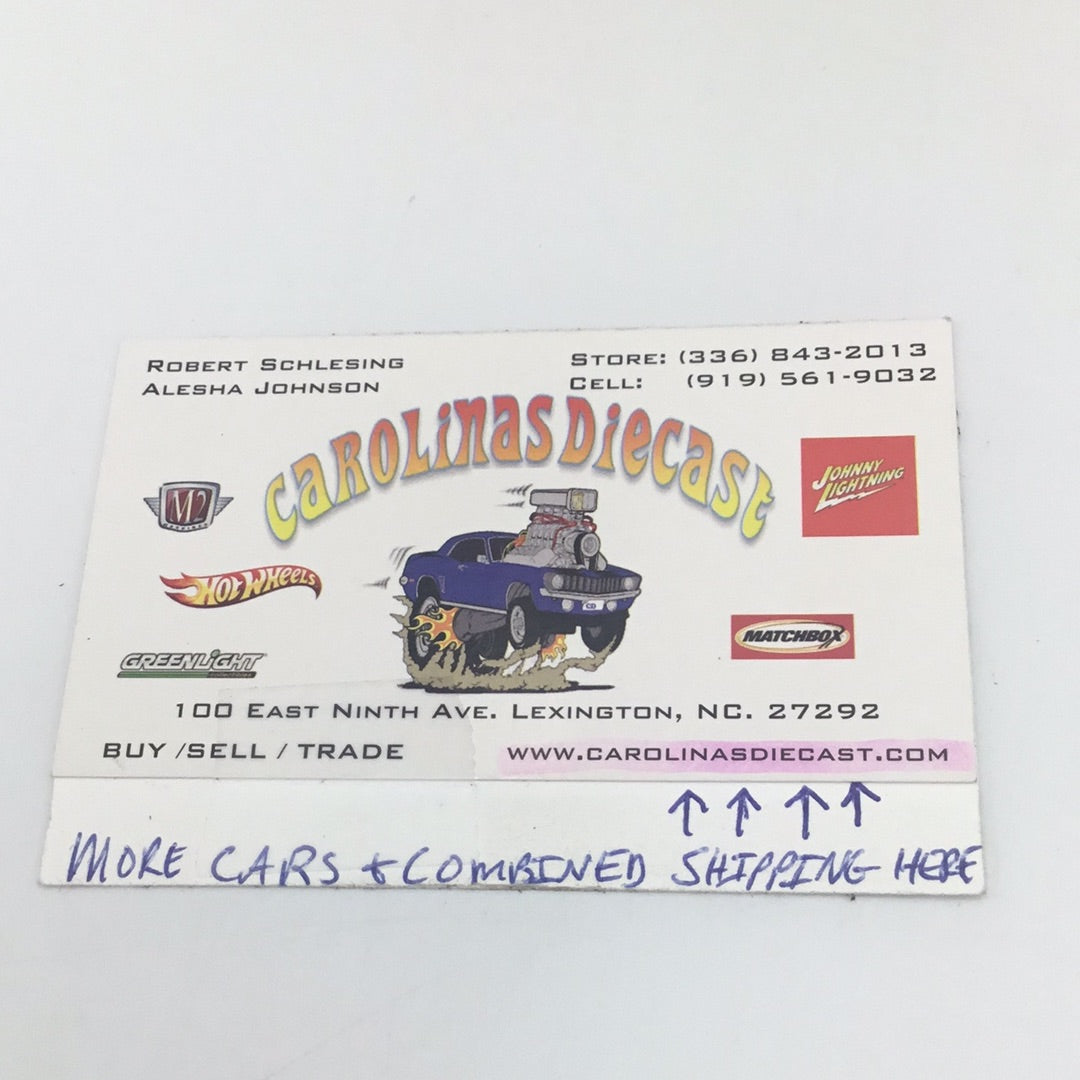 ROBERT SCHLESING
ALESHA JOHNSON
STORE: (336) 843-2013
CELL: (919) 561-9032
CAROLINAS DIECAST
M2
JOHNNY
LIGHTNING
HOT WHEELS
MATCHBOX
GREENLIGHT
CD
100 EAST NINTH AVE. LEXINGTON, NC. 27292
BUY /SELL / TRADE
WWW.CAROLINASDIECAST.COM
MORE CARS + COMBINED SHIPPING HERE